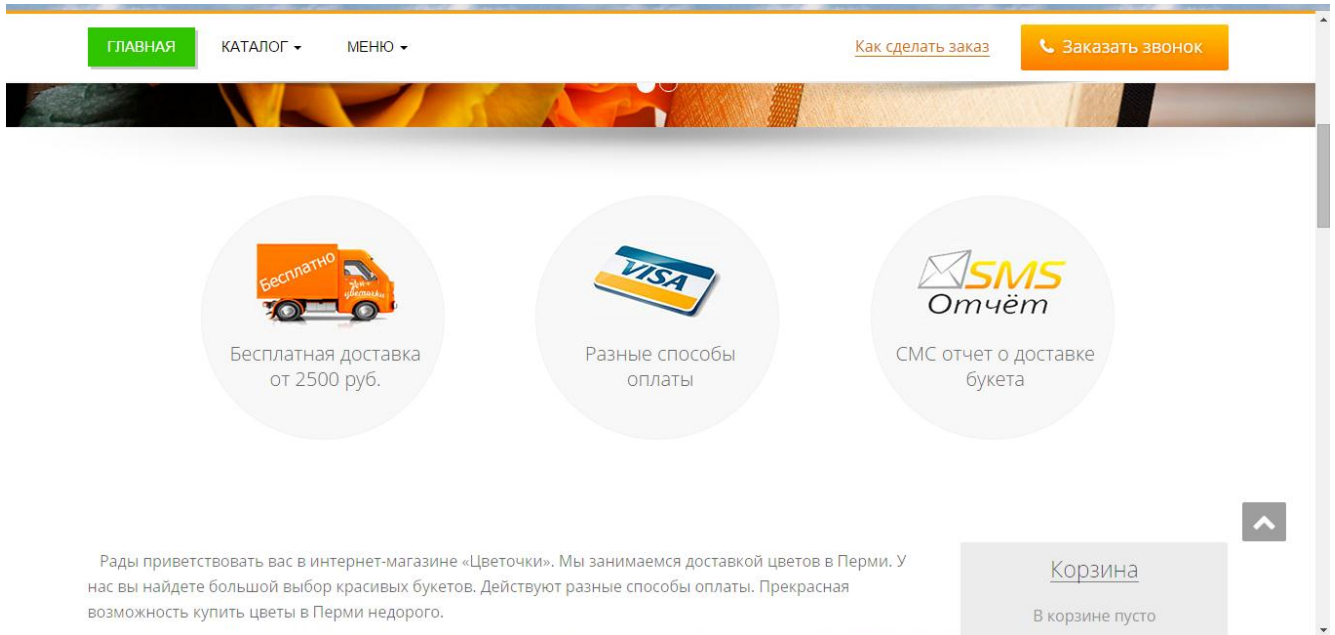 ГЛАВНАЯ КАТАЛОГ МЕНЮ Как сделать заказ Заказать звонок
Бесплатно
цветочки
VISA
SMS
Отчёт
Бесплатная доставка
от 2500 руб.
Разные способы
оплаты
СМС отчет о доставке
букета
Рады приветствовать вас в интернет-магазине «Цветочки». Мы занимаемся доставкой цветов в Перми. У
нас вы найдете большой выбор красивых букетов. Действуют разные способы оплаты. Прекрасная
возможность купить цветы в Перми недорого.
Корзина
В корзине пусто